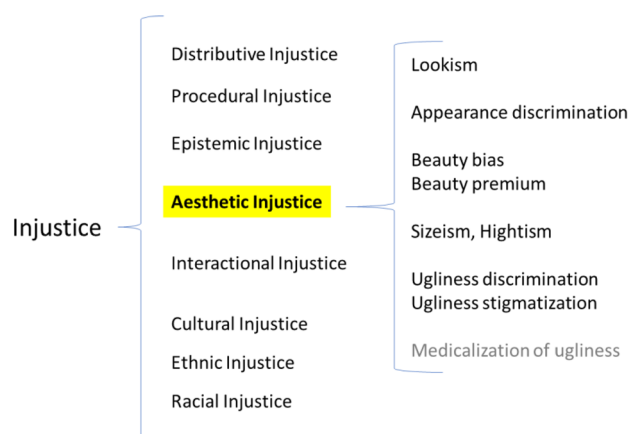 Injustice
Distributive Injustice
Procedural Injustice
Epistemic Injustice
Aesthetic Injustice
Interactional Injustice
Cultural Injustice
Ethnic Injustice
Racial Injustice
Lookism
Appearance discrimination
Beauty bias
Beauty premium
Sizeism, Hightism
Ugliness discrimination
Ugliness stigmatization
Medicalization of ugliness